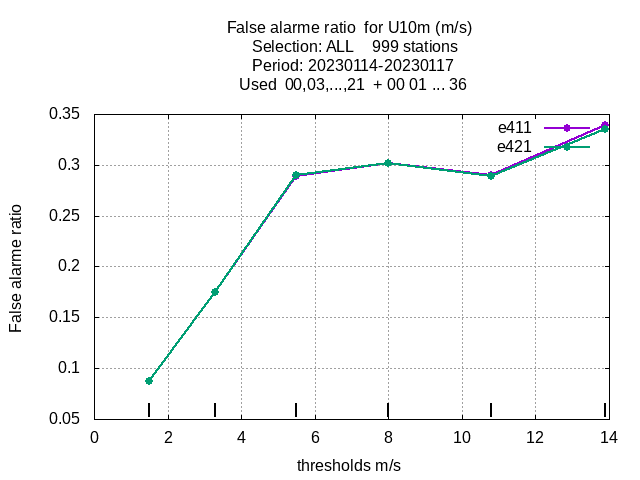 False alarme ratio  for U10m (m/s)
Selection: ALL    999 stations
Period: 20230114-20230117
Used  00,03,...,21  + 00 01 ... 36
0.35
0.3
0.25
0.2
0.15
0.1
0.05
False alarme ratio
e411
e421
0 2 4 6 8 10 12 14
thresholds m/s